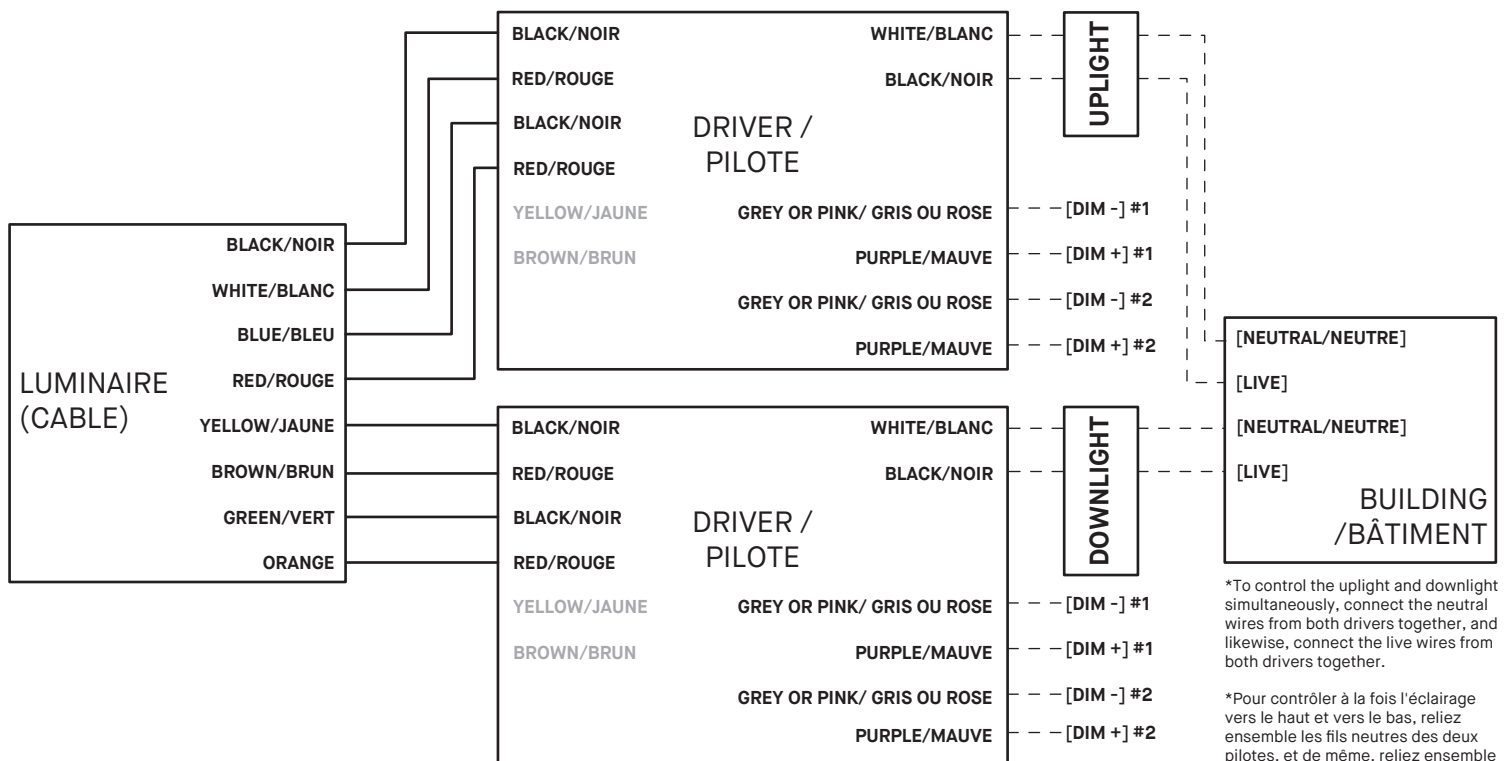 BLACK/NOIR
RED/ROUGE
BLACK/NOIR
RED/ROUGE
YELLOW/JAUNE
BROWN/BRUN
DRIVER /
PILOTE
WHITE/BLANC
BLACK/NOIR
GREY OR PINK/ GRIS OU ROSE
PURPLE/MAUVE
GREY OR PINK/ GRIS OU ROSE
PURPLE/MAUVE
UPLIGHT
[DIM -] #1
[DIM +] #1
[DIM -] #2
[DIM +] #2
LUMINAIRE
(CABLE)
BLACK/NOIR
WHITE/BLANC
BLUE/BLEU
RED/ROUGE
YELLOW/JAUNE
BROWN/BRUN
GREEN/VERT
ORANGE
BLACK/NOIR
RED/ROUGE
BLACK/NOIR
RED/ROUGE
YELLOW/JAUNE
BROWN/BRUN
DRIVER /
PILOTE
WHITE/BLANC
BLACK/NOIR
GREY OR PINK/ GRIS OU ROSE
PURPLE/MAUVE
GREY OR PINK/ GRIS OU ROSE
PURPLE/MAUVE
DOWNLIGHT
[DIM -] #1
[DIM +] #1
[DIM -] #2
[DIM +] #2
[NEUTRAL/NEUTRE]
[LIVE]
[NEUTRAL/NEUTRE]
[LIVE]
BUILDING
/BÂTIMENT
*To control the uplight and downlight
simultaneously, connect the neutral
wires from both drivers together, and
likewise, connect the live wires from
both drivers together.
*Pour contrôler à la fois l'éclairage
vers le haut et vers le bas, reliez
ensemble les fils neutres des deux
pilotes, et de même, reliez ensemble